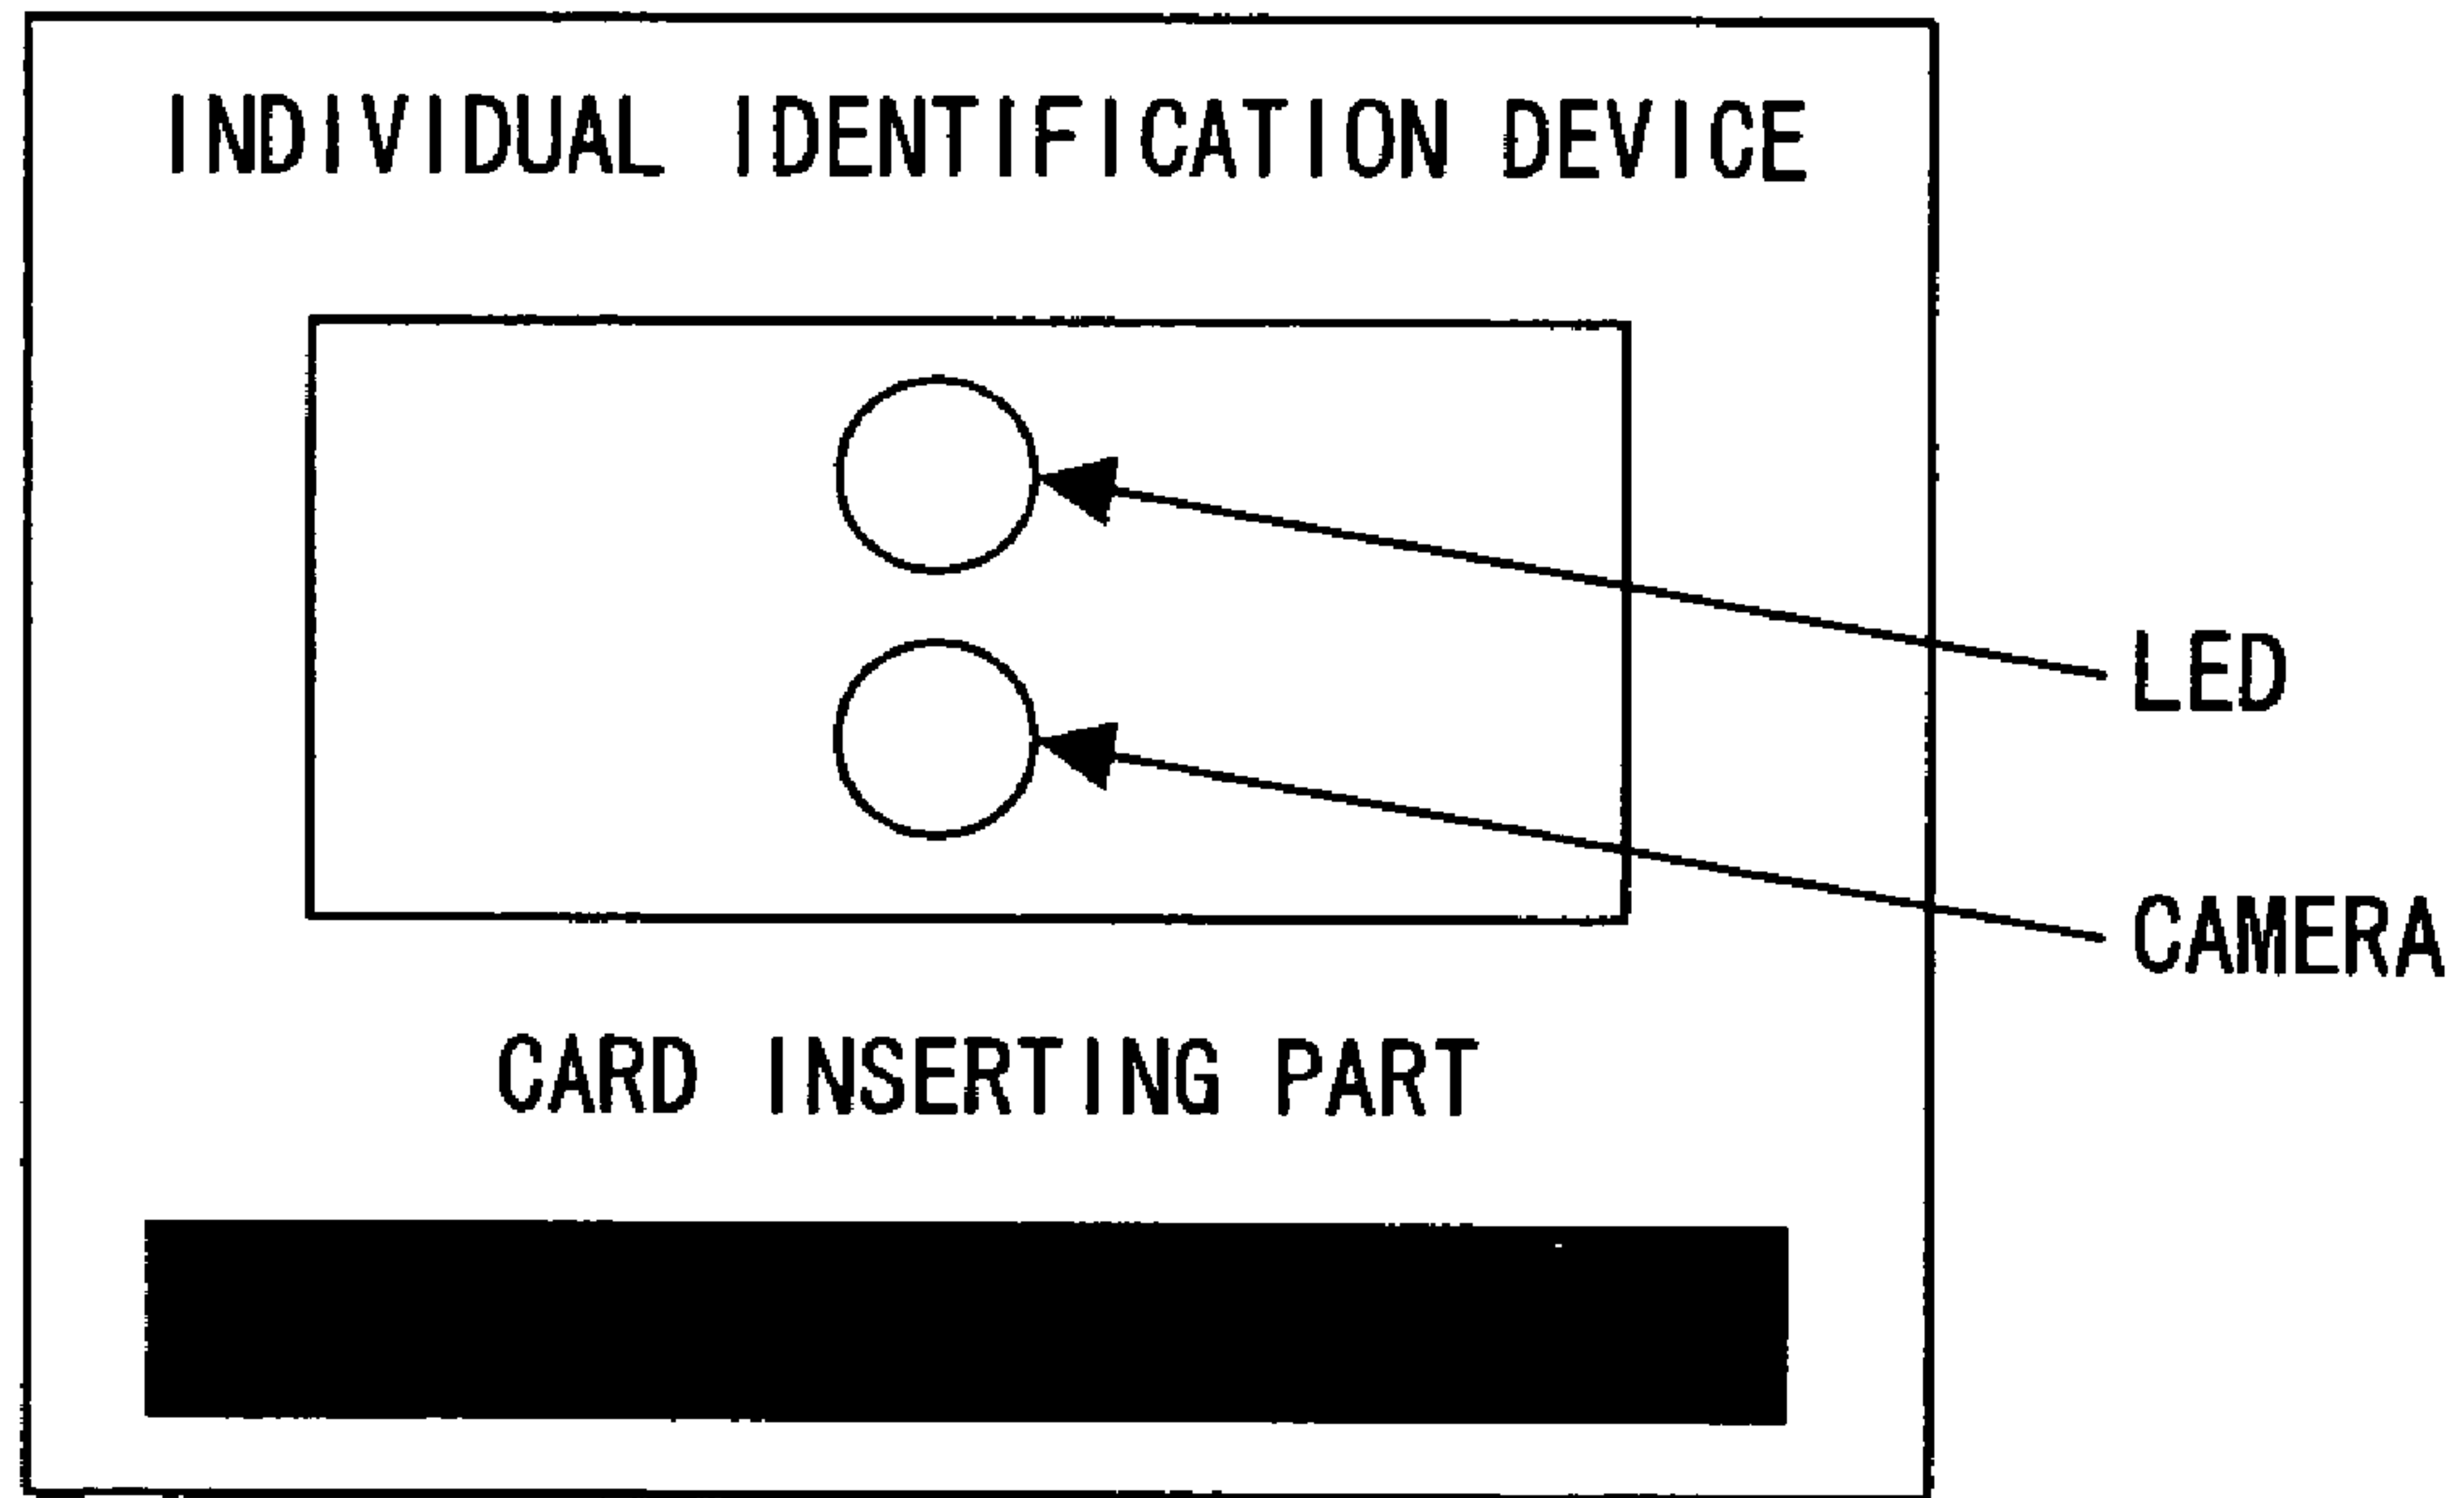 INDIVIDUAL IDENTIFICATION DEVICE
LED
CAMERA
CARD INSERTING PART